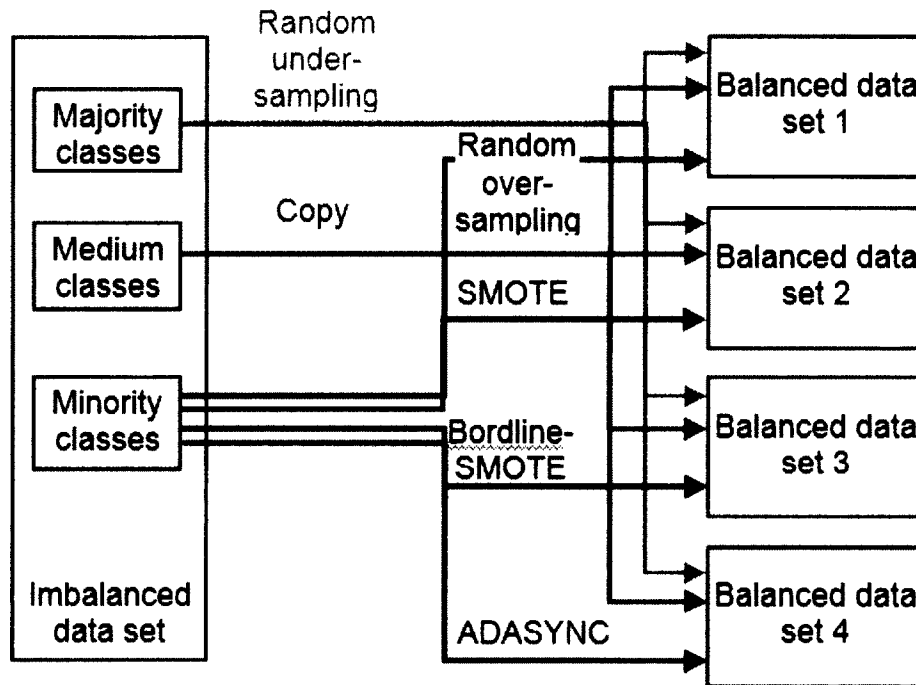 Random
under-
sampling
Majority
classes
Medium
classes
Minority
classes
Imbalanced
data set
Copy
Random
over-
sampling
SMOTE
Bordline-
SMOTE
ADASYNC
Balanced data
set 1
Balanced data
set 2
Balanced data
set 3
Balanced data
set 4